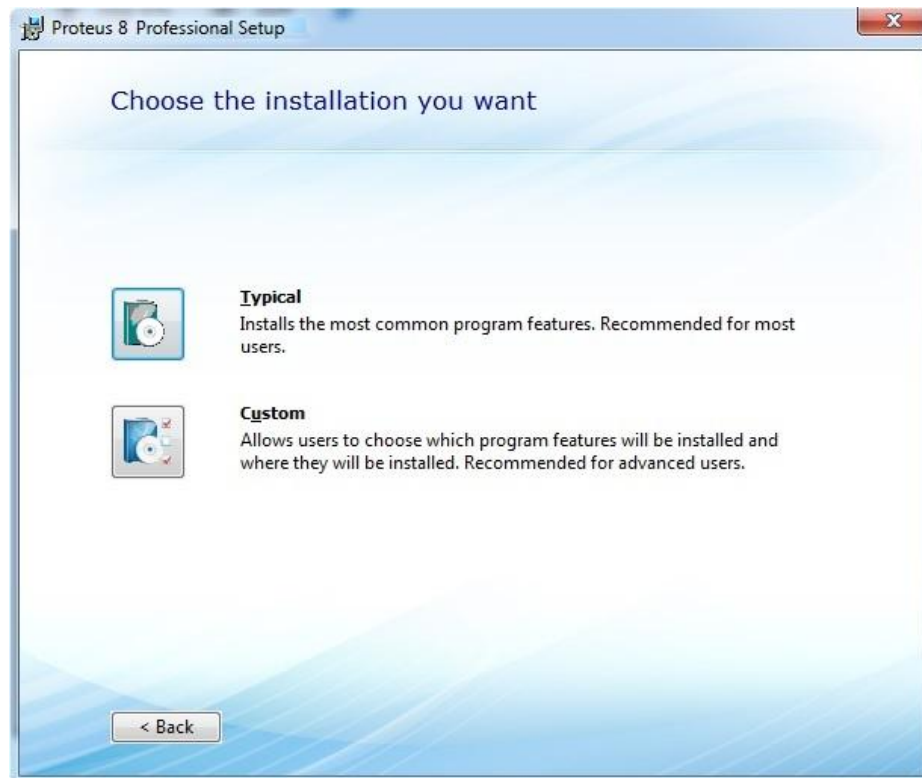 Proteus 8 Professional Setup
Choose the installation you want
Typical
Installs the most common program features. Recommended for most
users.
Custom
Allows users to choose which program features will be installed and
where they will be installed. Recommended for advanced users.
< Back